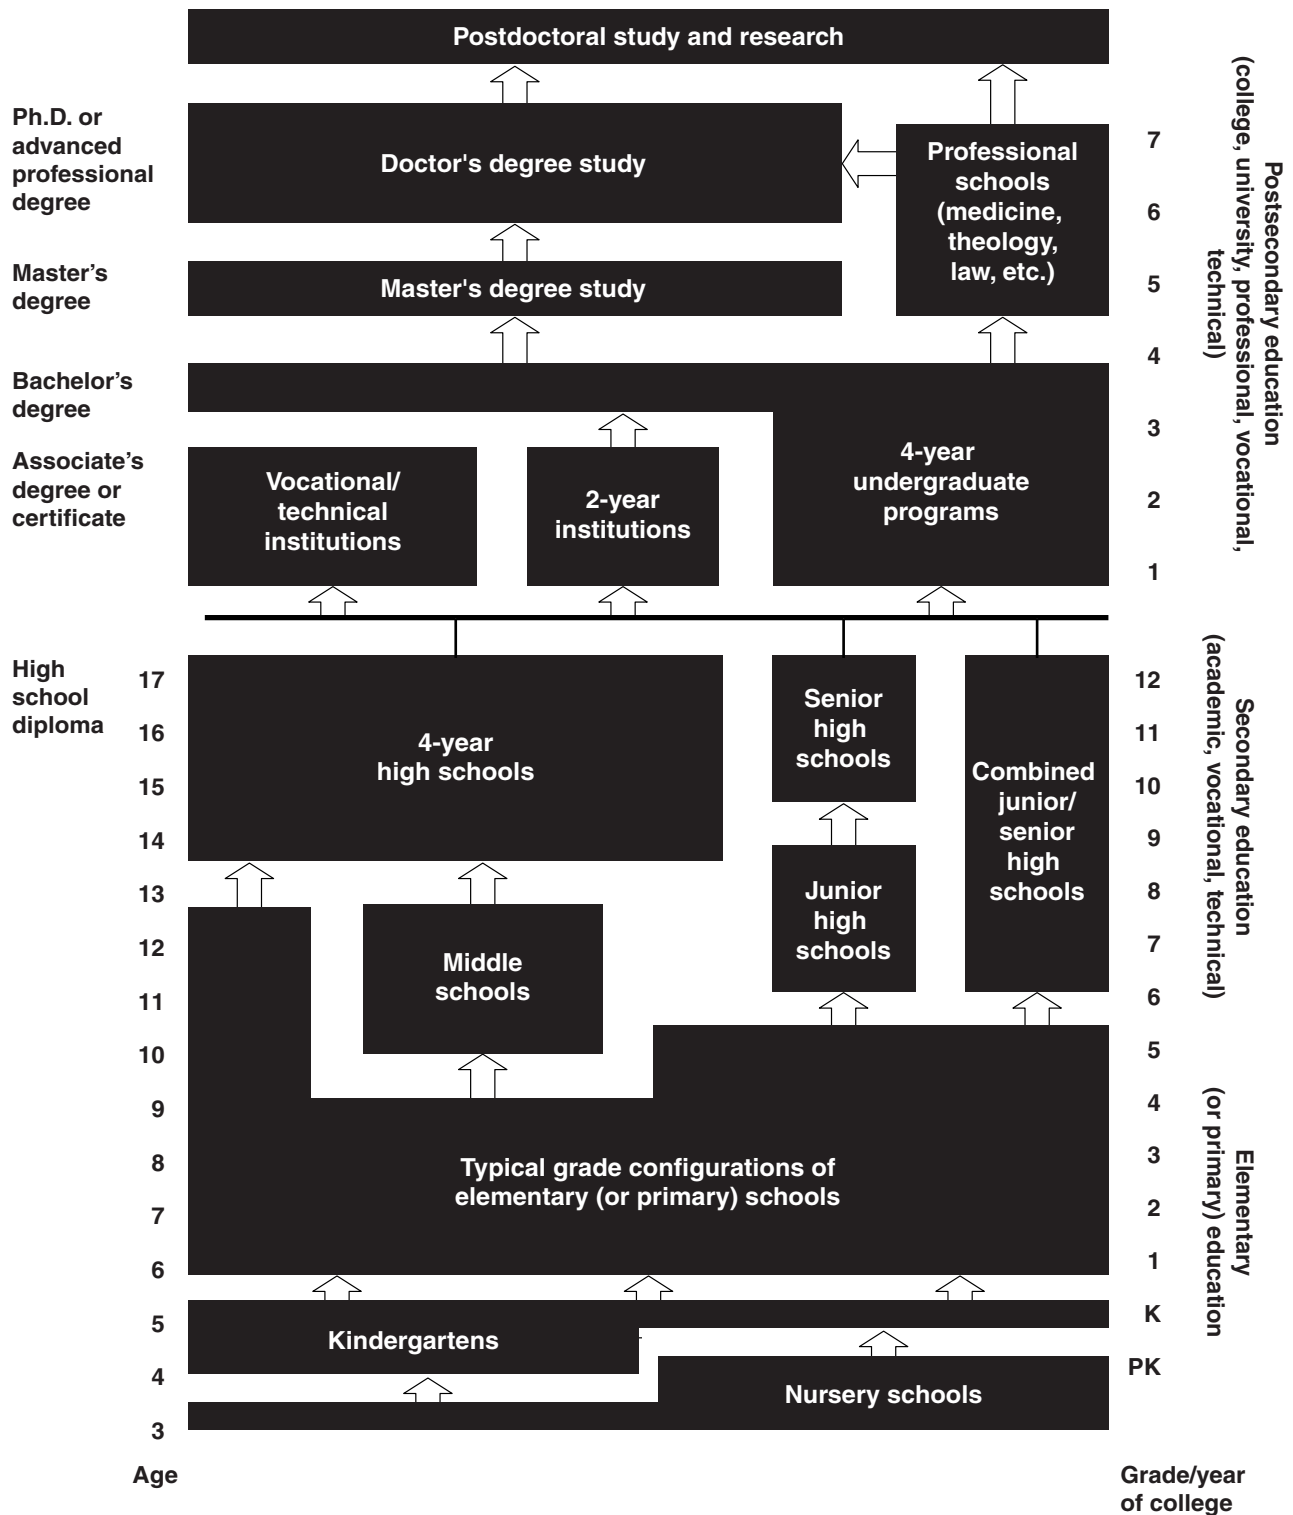 Postdoctoral study and research
Ph.D. or
advanced
professional
degree
Doctor's degree study
Professional
schools
(medicine,
theology,
law, etc.)
7
6
5
Master’s
degree
Master's degree study
4
Bachelor’s
degree
3
Associate’s
degree or
certificate
Vocational/
technical
institutions
2-year
institutions
4-year
undergraduate
programs
2
1
Postsecondary education
(college, university, professional, vocational,
technical)
High
school
diploma
17
16
15
14
13
12
11
10
9
8
7
6
5
4
3
Age
4-year
high schools
Senior
high
schools
Combined
junior/
senior
high
schools
Junior
high
schools
Middle
schools
Typical grade configurations of
elementary (or primary) schools
Kindergartens
Nursery schools
12
11
10
9
8
7
6
5
4
3
2
1
K
PK
Grade/year
of college
Secondary education
(academic, vocational, technical)
Elementary
(or primary) education